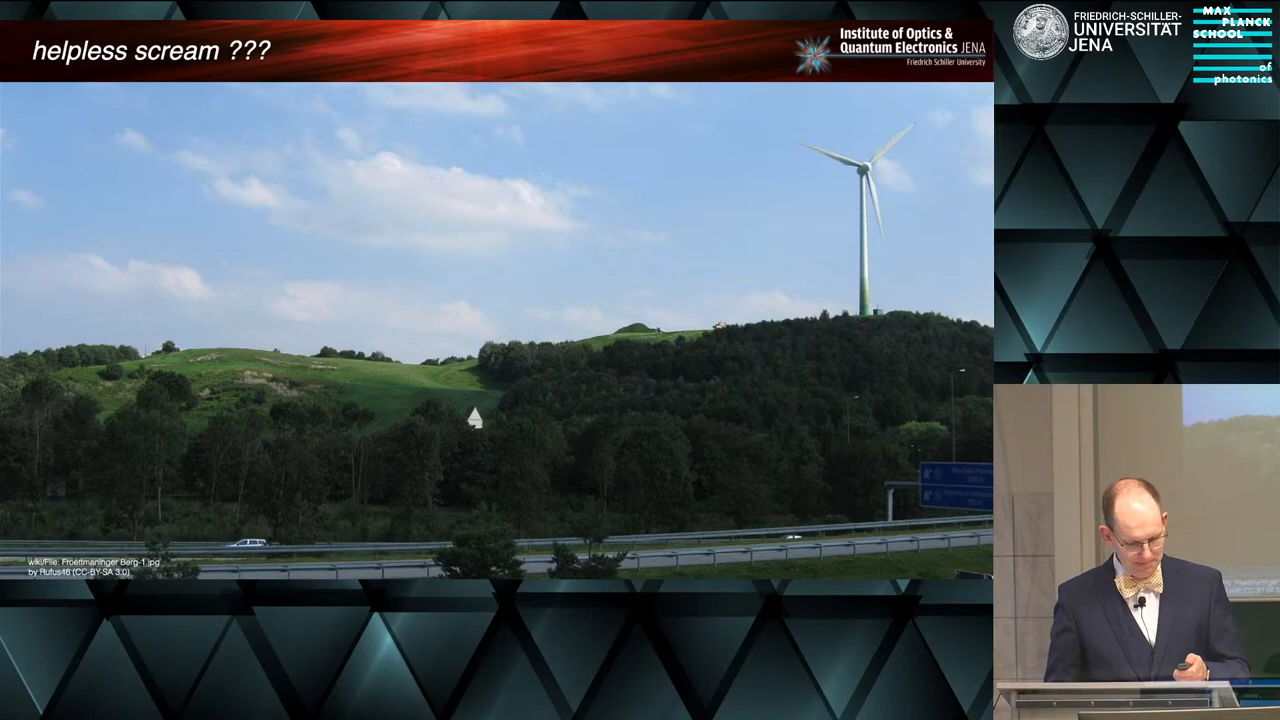 helpless scream ???
Institute of Optics &
Quantum Electronics JENA
Friedrich Schiller University
FRIEDRICH-SCHILLER-
UNIVERSITÄT
JENA
MAX
PLANCK
SCHOOL
of
photonics
wiki/File: Froettmaninger Berg-1.jpg
by Rufus46 (CC-BY-SA 3.0)